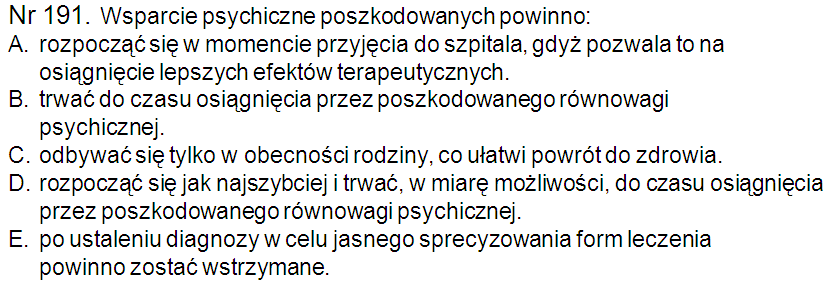 Nr 191. Wsparcie psychiczne poszkodowanych powinno:
A. rozpocząć się w momencie przyjęcia do szpitala, gdyż pozwala to na
osiągnięcie lepszych efektów terapeutycznych.
B. trwać do czasu osiągnięcia przez poszkodowanego równowagi
psychicznej.
C. odbywać się tylko w obecności rodziny, co ułatwi powrót do zdrowia.
D. rozpocząć się jak najszybciej i trwać, w miarę możliwości, do czasu osiągnięcia
przez poszkodowanego równowagi psychicznej.
E. po ustaleniu diagnozy w celu jasnego sprecyzowania form leczenia
powinno zostać wstrzymane.